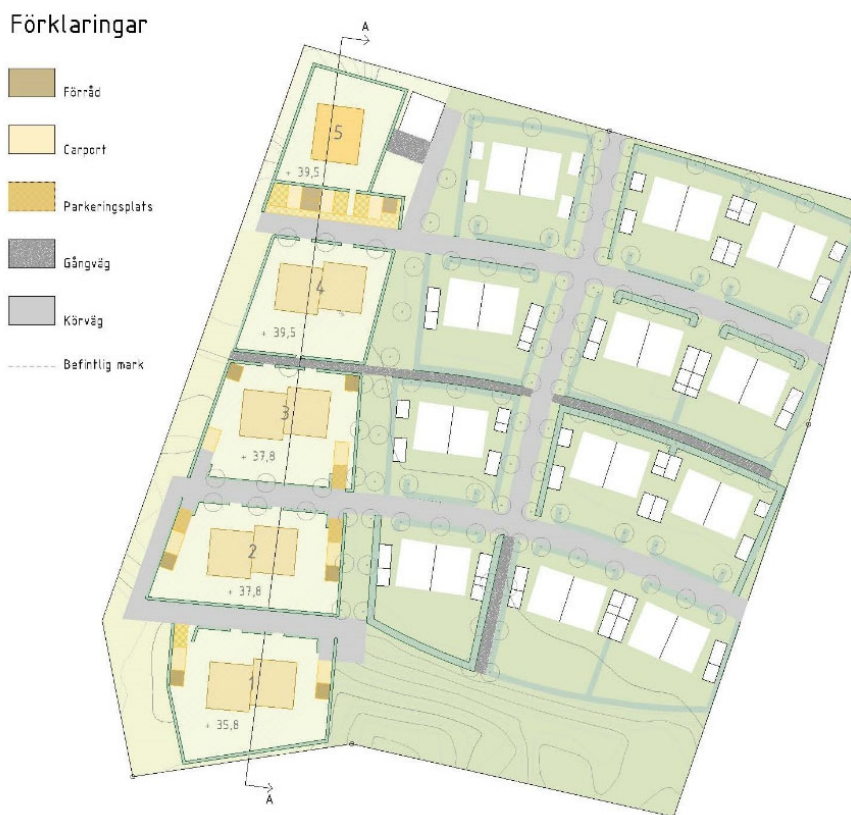 Förklaringar
Förråd
Carport
Parkeringsplats
Gångväg
Körväg
Befintlig mark
A
5
+ 39,5
4
+ 39,5
3
+ 37,8
2
+ 37,8
1
+ 35,8
A